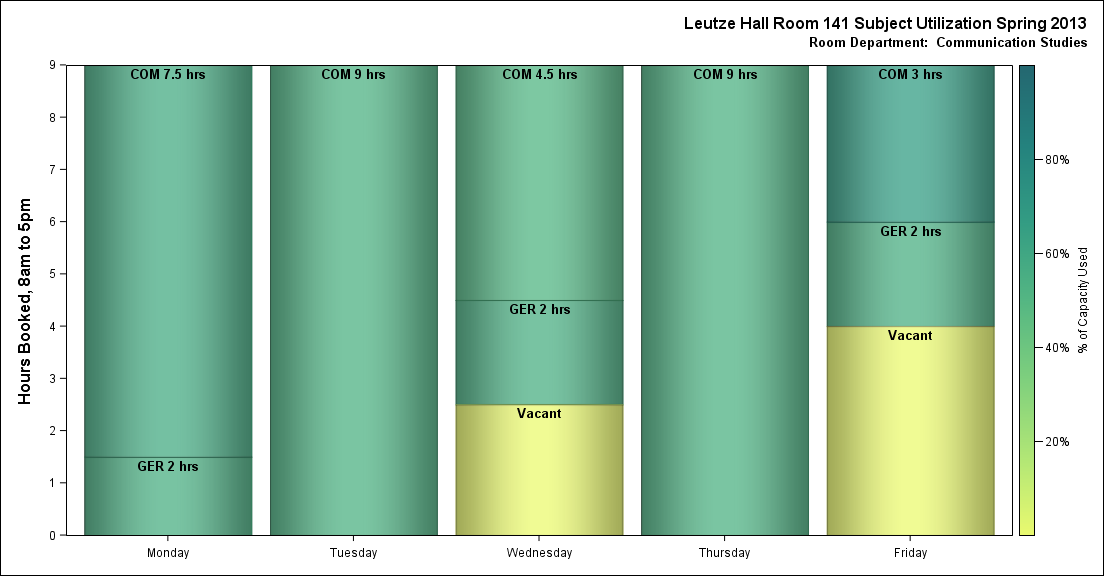 Leutze Hall Room 141 Subject Utilization Spring 2013
Room Department:  Communication Studies
Hours Booked, 8am to 5pm
9
8
7
6
5
4
3
2
1
0
COM 7.5 hrs
GER 2 hrs
COM 9 hrs
COM 4.5 hrs
GER 2 hrs
Vacant
COM 9 hrs
COM 3 hrs
GER 2 hrs
Vacant
Monday
Tuesday
Wednesday
Thursday
Friday
80%
60%
40%
20%
% of Capacity Used